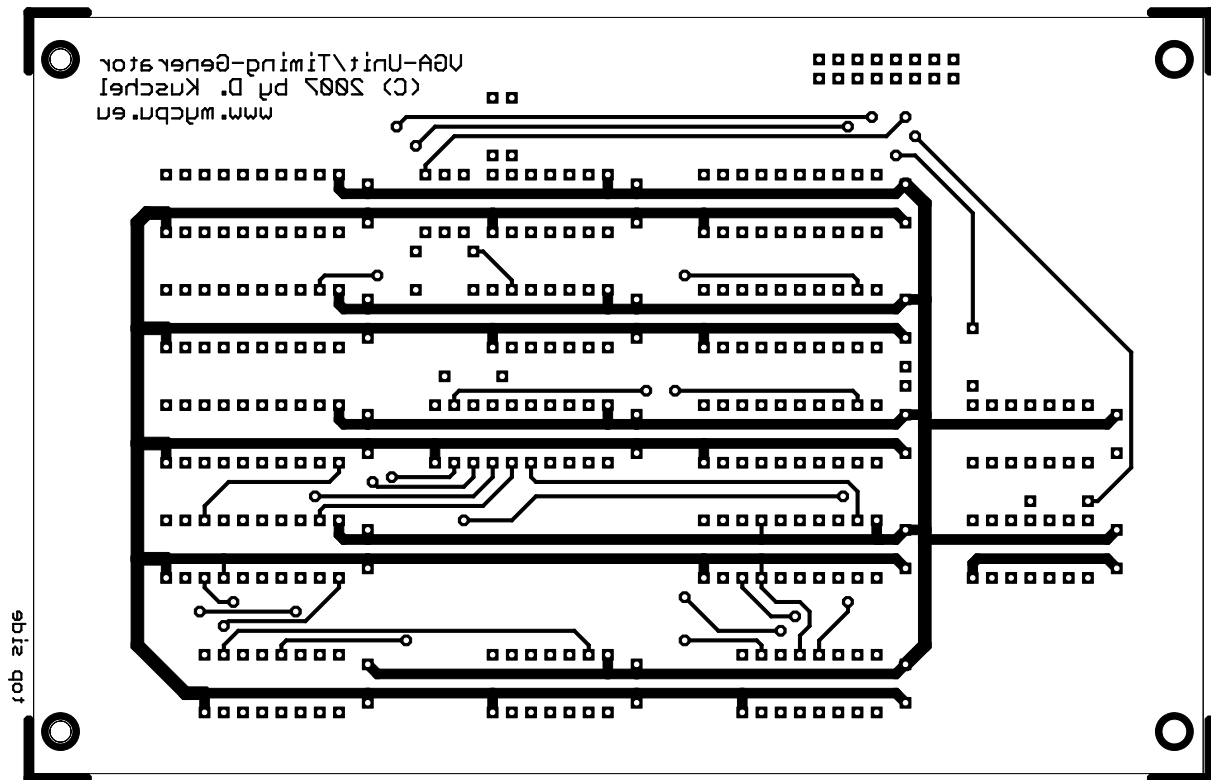 VGA-Unit/Timing-Generator
(C) 2007 by D. Kuschel
www.mycpu.eu
top side